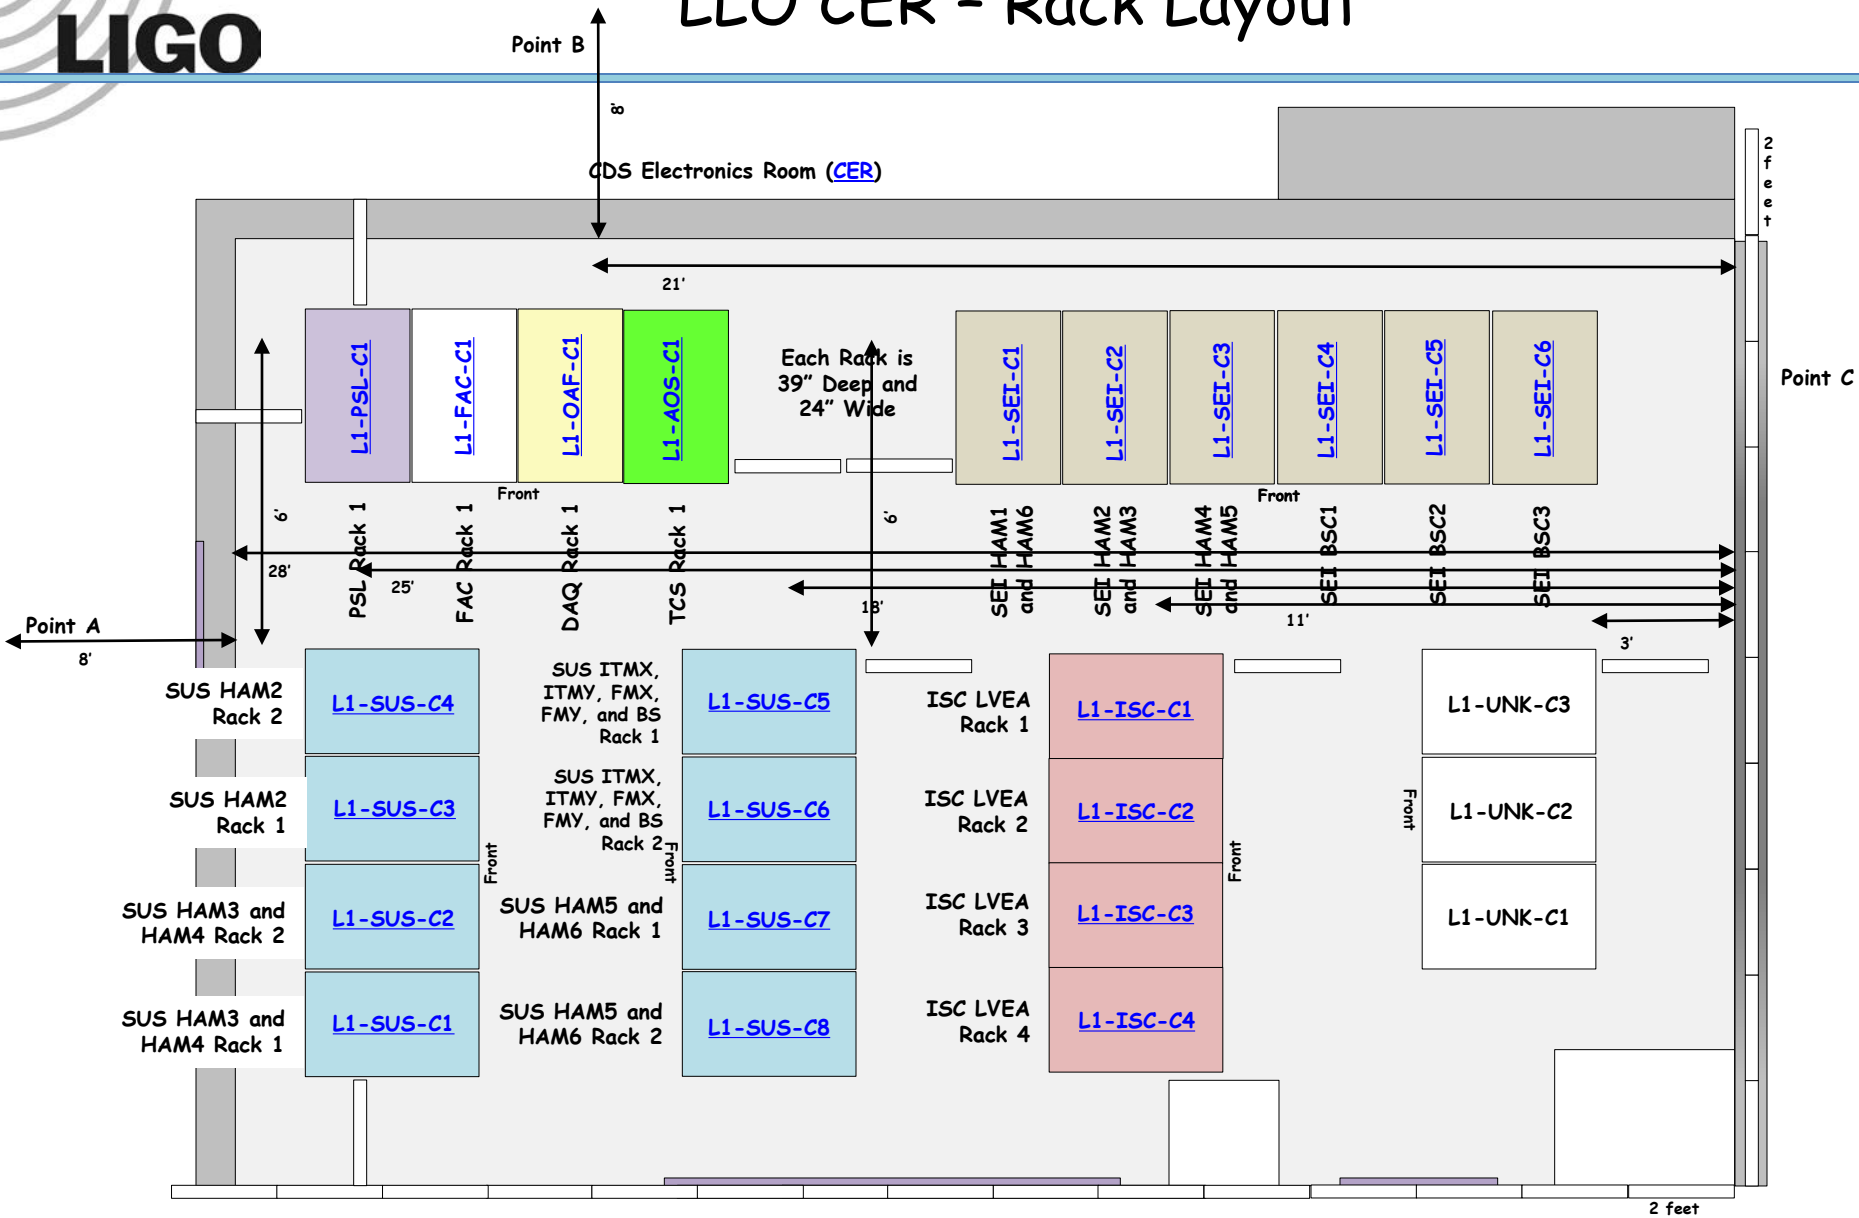 LIGO
LLO CER – Rack Layout
Point B
8'
CDS Electronics Room (CER)
2 feet
21'
Point C
L1-PSL-C1
L1-FAC-C1
L1-OAF-C1
L1-AOS-C1
Each Rack is
39” Deep and
24” Wide
L1-SEI-C1
L1-SEI-C2
L1-SEI-C3
L1-SEI-C4
L1-SEI-C5
L1-SEI-C6
Front
Front
6'
6'
PSL Rack 1
FAC Rack 1
DAQ Rack 1
TCS Rack 1
SEI HAM1
and HAM6
SEI HAM2
and HAM3
SEI HAM4
and HAM5
SEI BSC1
SEI BSC2
SEI BSC3
28'
25'
18'
11'
3'
Point A
8'
SUS HAM2
Rack 2
L1-SUS-C4
SUS ITMX,
ITMY, FMX,
FMY, and BS
Rack 1
L1-SUS-C5
ISC LVEA
Rack 1
L1-ISC-C1
L1-UNK-C3
SUS HAM2
Rack 1
L1-SUS-C3
SUS ITMX,
ITMY, FMX,
FMY, and BS
Rack 2
L1-SUS-C6
ISC LVEA
Rack 2
L1-ISC-C2
Front
L1-UNK-C2
Front
Front
Front
SUS HAM3 and
HAM4 Rack 2
L1-SUS-C2
SUS HAM5 and
HAM6 Rack 1
L1-SUS-C7
ISC LVEA
Rack 3
L1-ISC-C3
L1-UNK-C1
SUS HAM3 and
HAM4 Rack 1
L1-SUS-C1
SUS HAM5 and
HAM6 Rack 2
L1-SUS-C8
ISC LVEA
Rack 4
L1-ISC-C4
2 feet